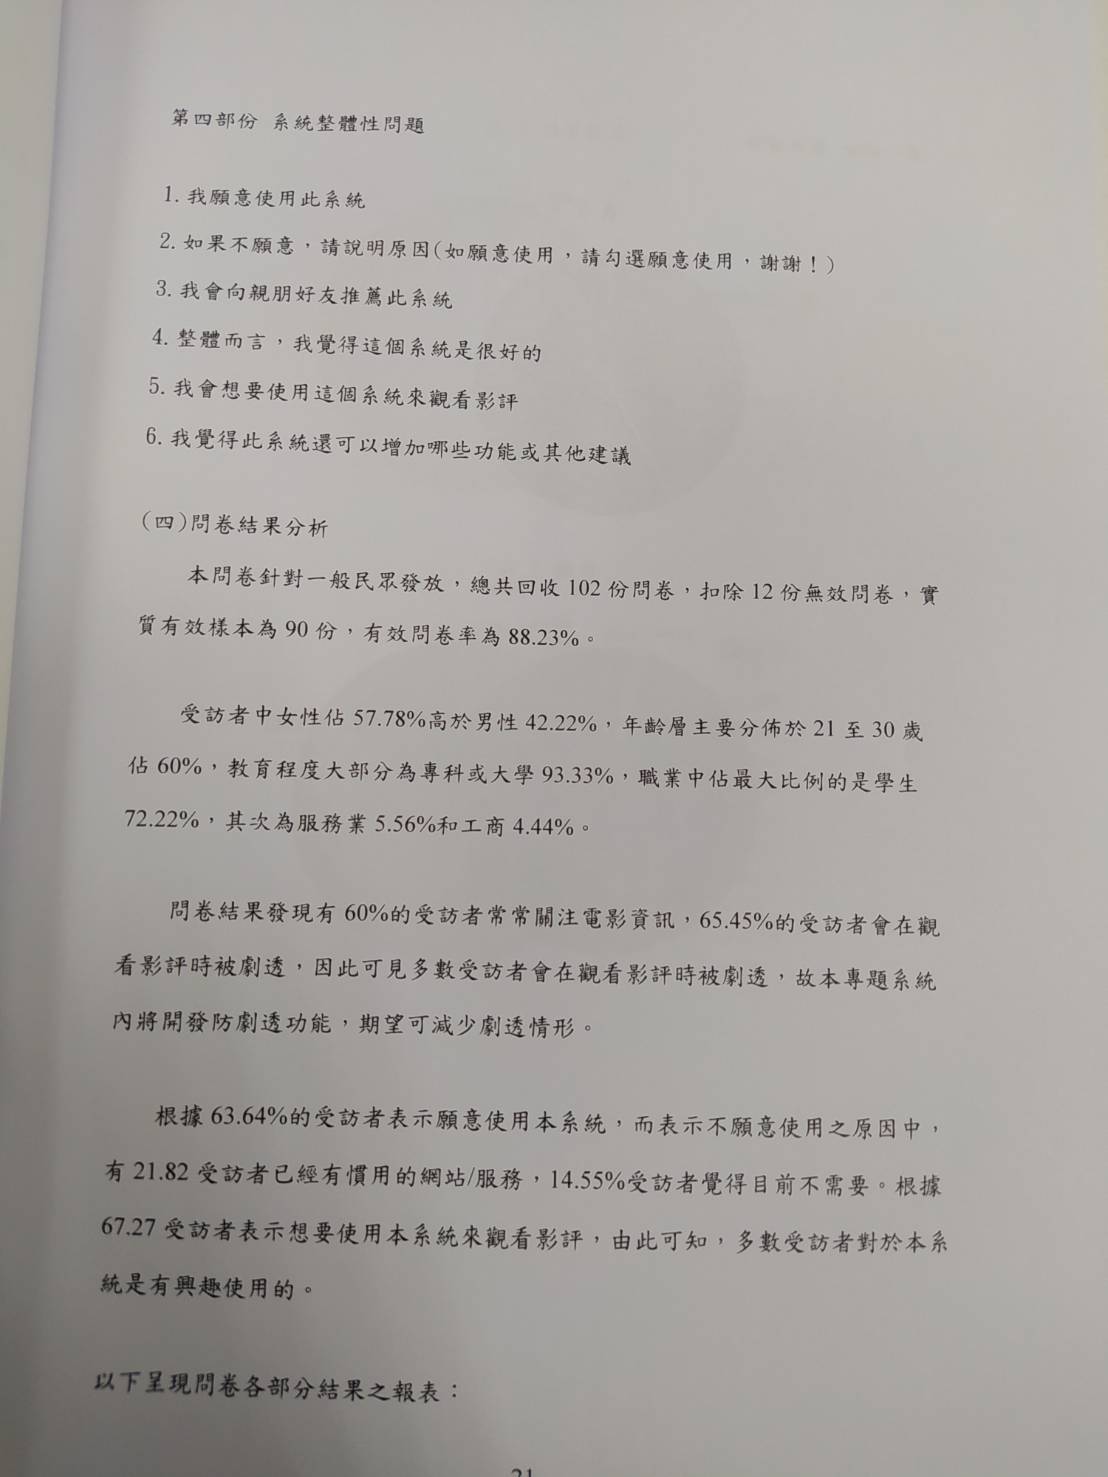 第四部份 系統整體性問題
1. 我願意使用此系統
2. 如果不願意，請說明原因(如願意使用，請勾選願意使用，謝謝！)
3. 我會向親朋好友推薦此系統
4. 整體而言，我覺得這個系統是很好的
5. 我會想要使用這個系統來觀看影評
6. 我覺得此系統還可以增加哪些功能或其他建議
(四)問卷結果分析
本問卷針對一般民眾發放，總共回收 102 份問卷，扣除 12 份無效問卷，實
質有效樣本為 90 份，有效問卷率為 88.23%。
受訪者中女性佔 57.78%高於男性 42.22%，年齡層主要分佈於 21 至 30 歲
佔 60%，教育程度大部分為專科或大學 93.33%，職業中佔最大比例的是學生
72.22%，其次為服務業 5.56%和工商 4.44%。
問卷結果發現有 60%的受訪者常常關注電影資訊，65.45%的受訪者會在觀
看影評時被劇透，因此可見多數受訪者會在觀看影評時被劇透，故本專題系統
內將開發防劇透功能，期望可減少劇透情形。
根據 63.64%的受訪者表示願意使用本系統，而表示不願意使用之原因中，
有 21.82 受訪者已經有慣用的網站/服務，14.55%受訪者覺得目前不需要。根據
67.27 受訪者表示想要使用本系統來觀看影評，由此可知，多數受訪者對於本系
統是有興趣使用的。
以下呈現問卷各部分結果之報表：
21